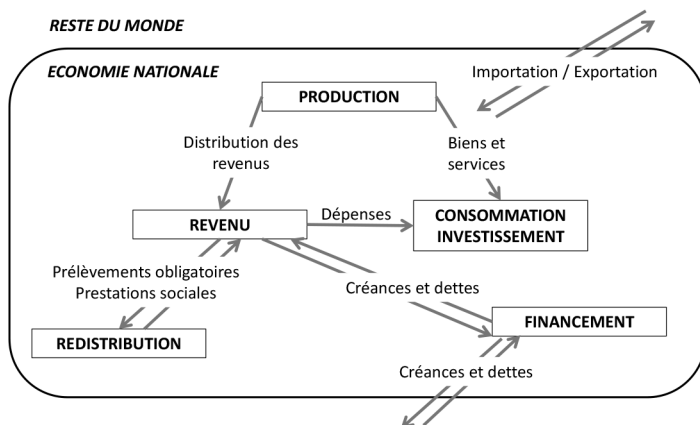 RESTE DU MONDE
ECONOMIE NATIONALE
Importation / Exportation
PRODUCTION
Distribution des
revenus
Biens et
services
REVENU
Dépenses
CONSOMMATION
INVESTISSEMENT
Prélèvements obligatoires
Prestations sociales
Créances et dettes
REDISTRIBUTION
FINANCEMENT
Créances et dettes